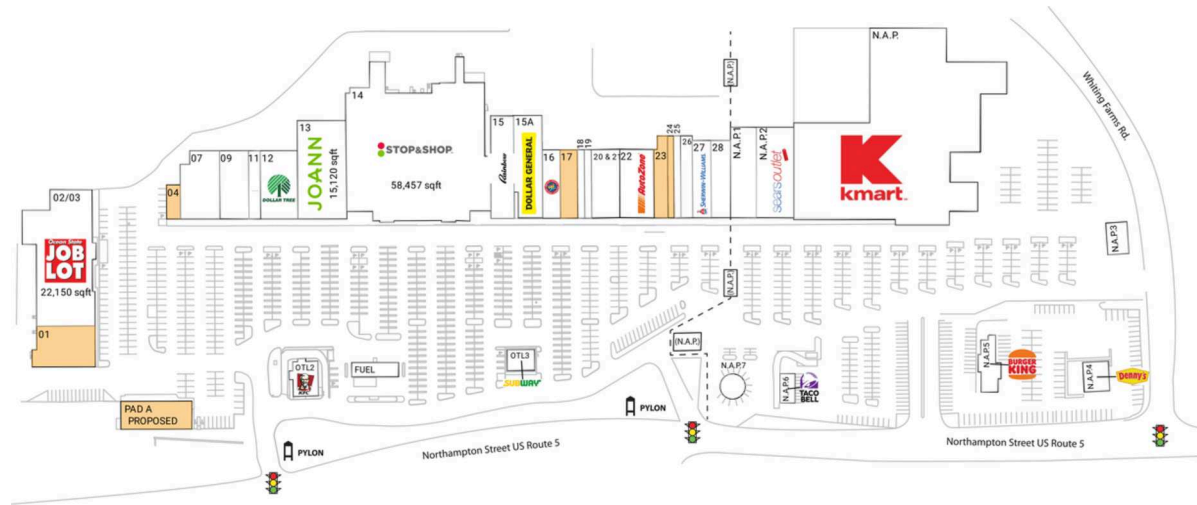 N.A.P.
Whiting Farms Rd.
(N.A.P.)
14
13
JOANN
15,120 sqft
STOP&SHOP
58,457 sqft
15
Rainbow
15A
DOLLAR GENERAL
16
17
18
19
20 & 21
22
AutoZone
23
24
25
26
27
SHERWIN-WILLIAMS
28
N.A.P.1
N.A.P.2
searsoutlet
K
kmart
04
07
09
11
12
DOLLAR TREE
02/03
Ocean State
JOB
LOT
22,150 sqft
01
N.A.P.3
(N.A.P.)
(N.A.P.)
OTL2
KFC
FUEL
OTL3
SUBWAY
N.A.P.7
N.A.P.6
TACO
BELL
N.A.P.5
BURGER
KING
N.A.P.4
Denny's
PAD A
PROPOSED
PYLON
PYLON
Northampton Street US Route 5
Northampton Street US Route 5